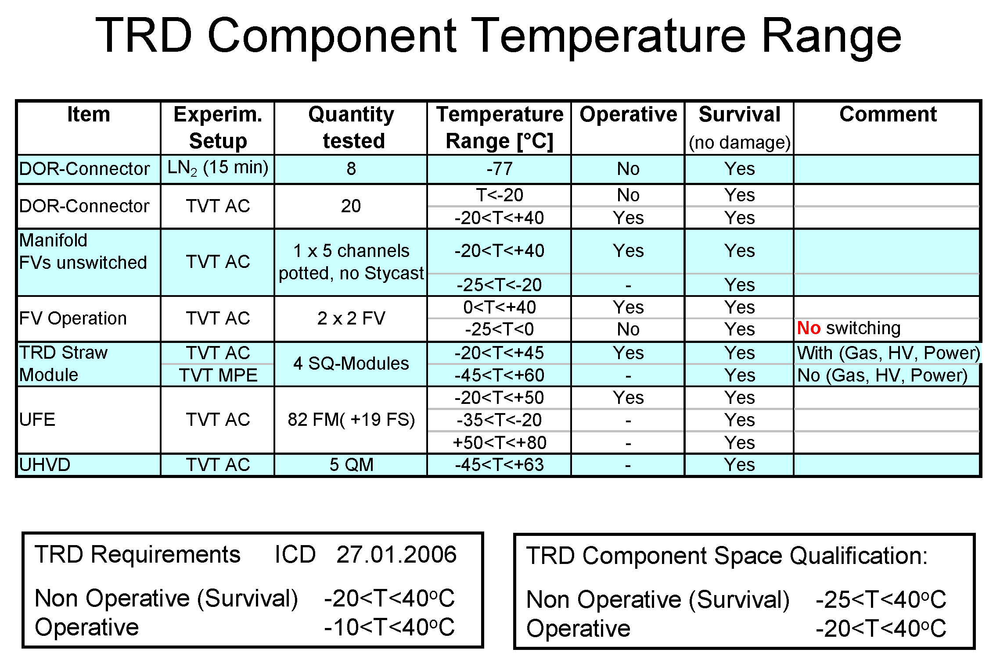 TRD Component Temperature Range
Item Experim. Quantity Temperature Operative Survival Comment
Setup tested Range [°C] (no damage)
DOR-Connector LN₂ (15 min) 8 -77 No Yes
T<-20 No Yes
DOR-Connector TVT AC 20
-20<T<+40 Yes Yes
Manifold
FVs unswitched TVT AC 1 x 5 channels -20<T<+40 Yes Yes
potted, no Stycast
-25<T<-20 - Yes
0<T<+40 Yes Yes
FV Operation TVT AC 2 x 2 FV
-25<T<0 No Yes No switching
TRD Straw TVT AC -20<T<+45 Yes Yes With (Gas, HV, Power)
4 SQ-Modules
Module TVT MPE -45<T<+60 - Yes No (Gas, HV, Power)
-20<T<+50 Yes Yes
UFE TVT AC 82 FM( +19 FS) -35<T<-20 - Yes
+50<T<+80 - Yes
UHVD TVT AC 5 QM -45<T<+63 - Yes
TRD Requirements ICD 27.01.2006
Non Operative (Survival) -20<T<40ºC
Operative -10<T<40ºC
TRD Component Space Qualification:
Non Operative (Survival) -25<T<40ºC
Operative -20<T<40ºC